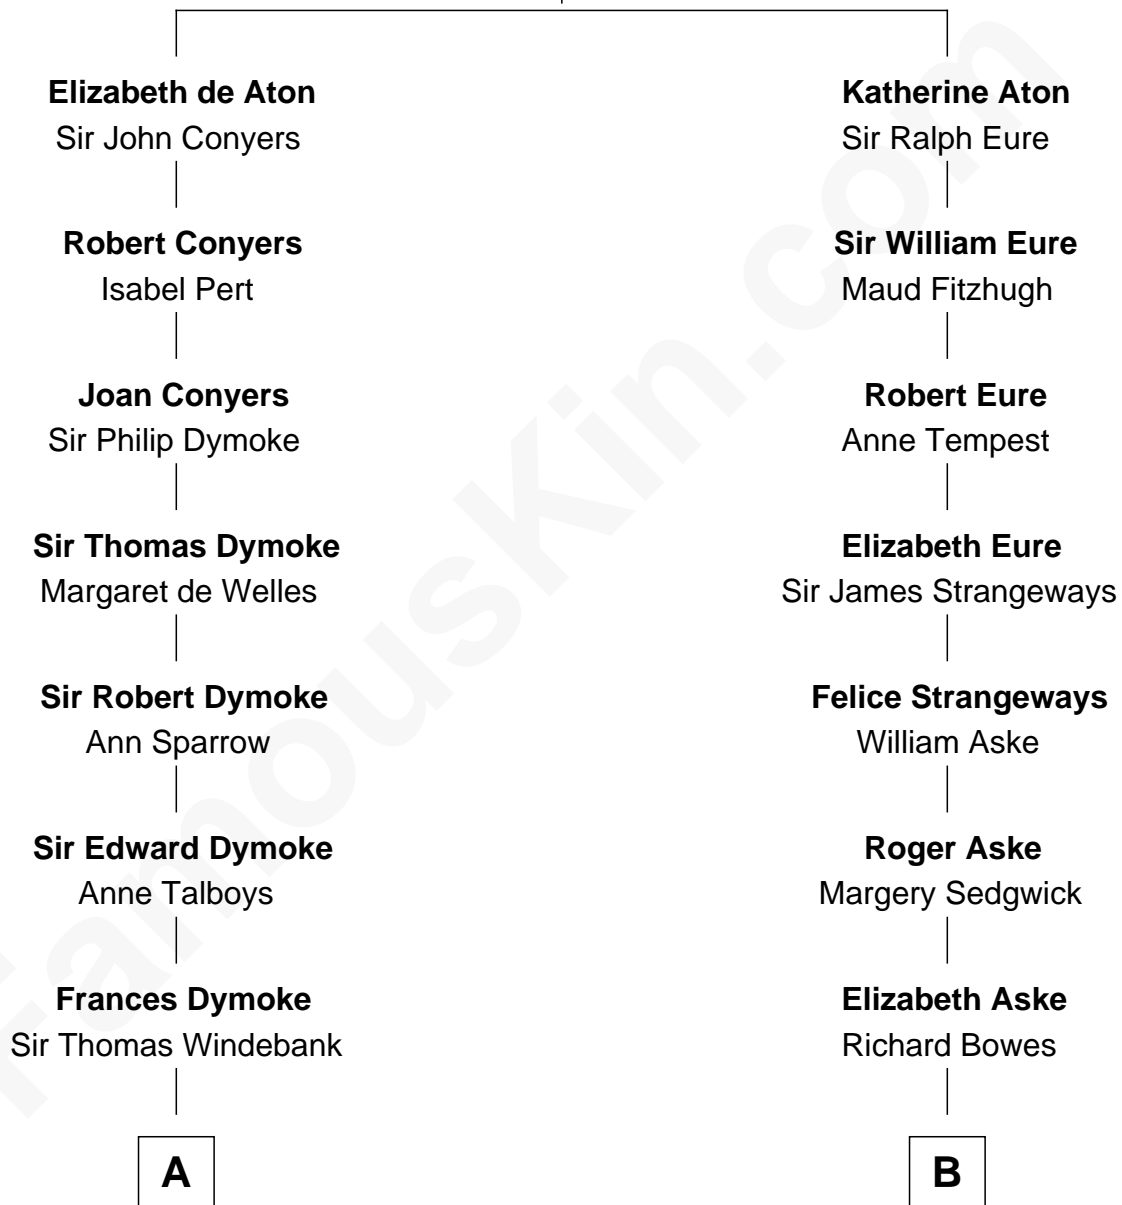 Elizabeth de Aton
Sir John Conyers
Katherine Aton
Sir Ralph Eure
Robert Conyers
Isabel Pert
Sir William Eure
Maud Fitzhugh
Joan Conyers
Sir Philip Dymoke
Robert Eure
Anne Tempest
Sir Thomas Dymoke
Margaret de Welles
Elizabeth Eure
Sir James Strangeways
Sir Robert Dymoke
Ann Sparrow
Felice Strangeways
William Aske
Sir Edward Dymoke
Anne Talboys
Roger Aske
Margery Sedgwick
Frances Dymoke
Sir Thomas Windebank
Elizabeth Aske
Richard Bowes
A
B
FamousKin.com